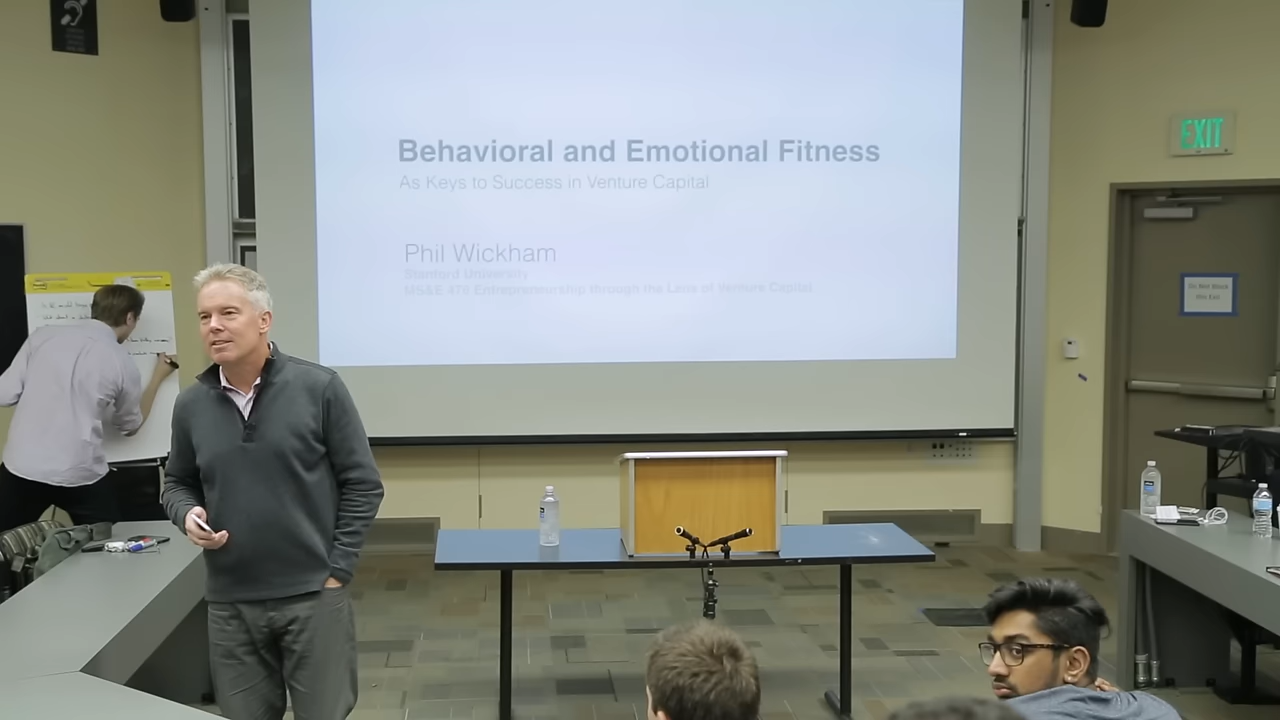 Behavioral and Emotional Fitness
As Keys to Success in Venture Capital
Phil Wickham
Stanford University
MS&E 476 Entrepreneurship through the Lens of Venture Capital
EXIT
Do Not Block
this Exit